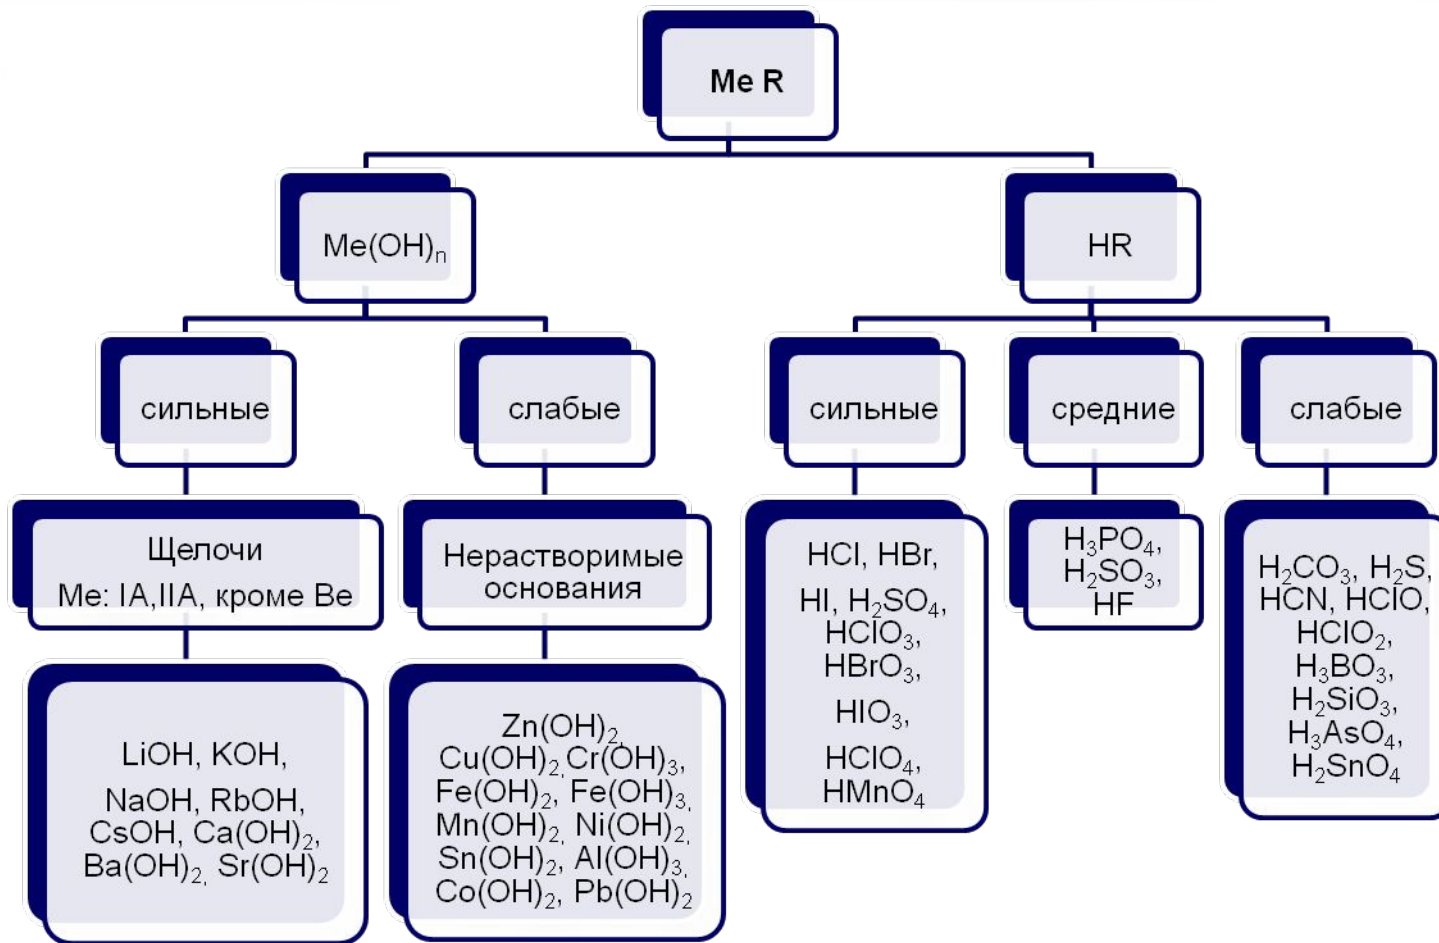 Me R
Me(OH)ₙ
HR
сильные
слабые
сильные
средние
слабые
Щелочи
Me: IA,IIA, кроме Be
Нерастворимые
основания
LiOH, KOH,
NaOH, RbOH,
CsOH, Ca(OH)₂,
Ba(OH)₂, Sr(OH)₂
Zn(OH)₂,
Cu(OH)₂, Cr(OH)₃,
Fe(OH)₂, Fe(OH)₃,
Mn(OH)₂, Ni(OH)₂,
Sn(OH)₂, Al(OH)₃,
Co(OH)₂, Pb(OH)₂
HCl, HBr,
HI, H₂SO₄,
HClO₃,
HBrO₃,
HIO₃,
HClO₄,
HMnO₄
H₃PO₄,
H₂SO₃,
HF
H₂CO₃, H₂S,
HCN, HClO,
HClO₂,
H₃BO₃,
H₂SiO₃,
H₃AsO₄,
H₂SnO₄